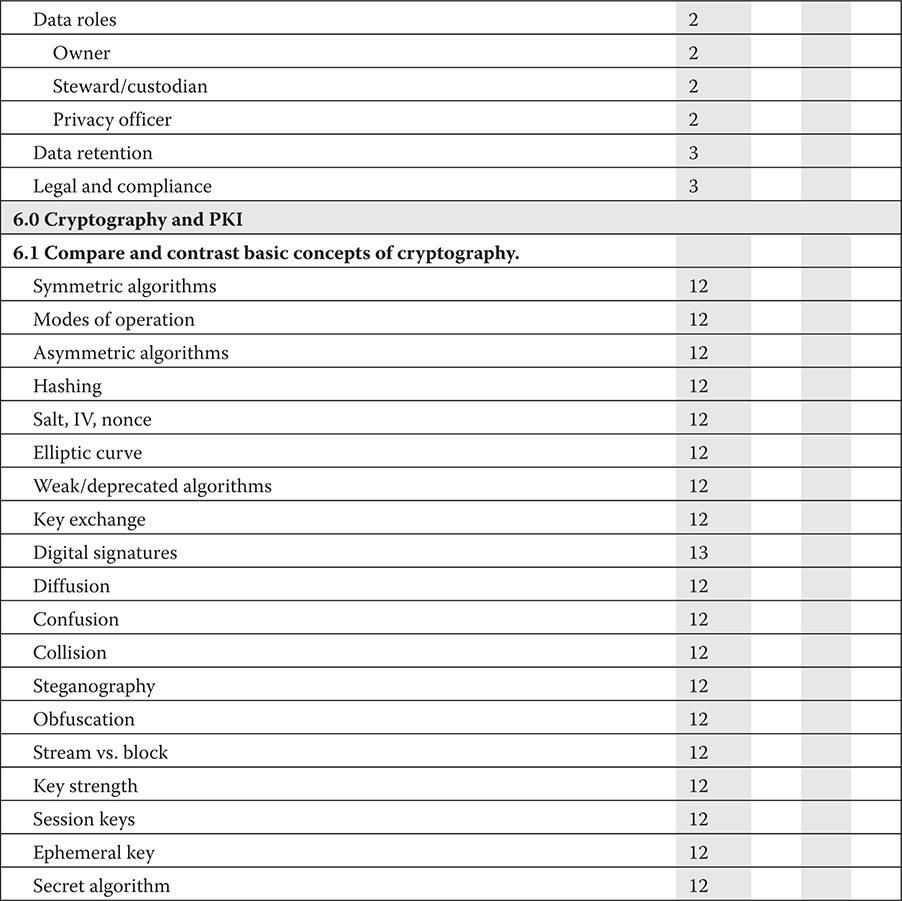 Data roles 2
Owner 2
Steward/custodian 2
Privacy officer 2
Data retention 3
Legal and compliance 3
6.0 Cryptography and PKI
6.1 Compare and contrast basic concepts of cryptography.
Symmetric algorithms 12
Modes of operation 12
Asymmetric algorithms 12
Hashing 12
Salt, IV, nonce 12
Elliptic curve 12
Weak/deprecated algorithms 12
Key exchange 12
Digital signatures 13
Diffusion 12
Confusion 12
Collision 12
Steganography 12
Obfuscation 12
Stream vs. block 12
Key strength 12
Session keys 12
Ephemeral key 12
Secret algorithm 12